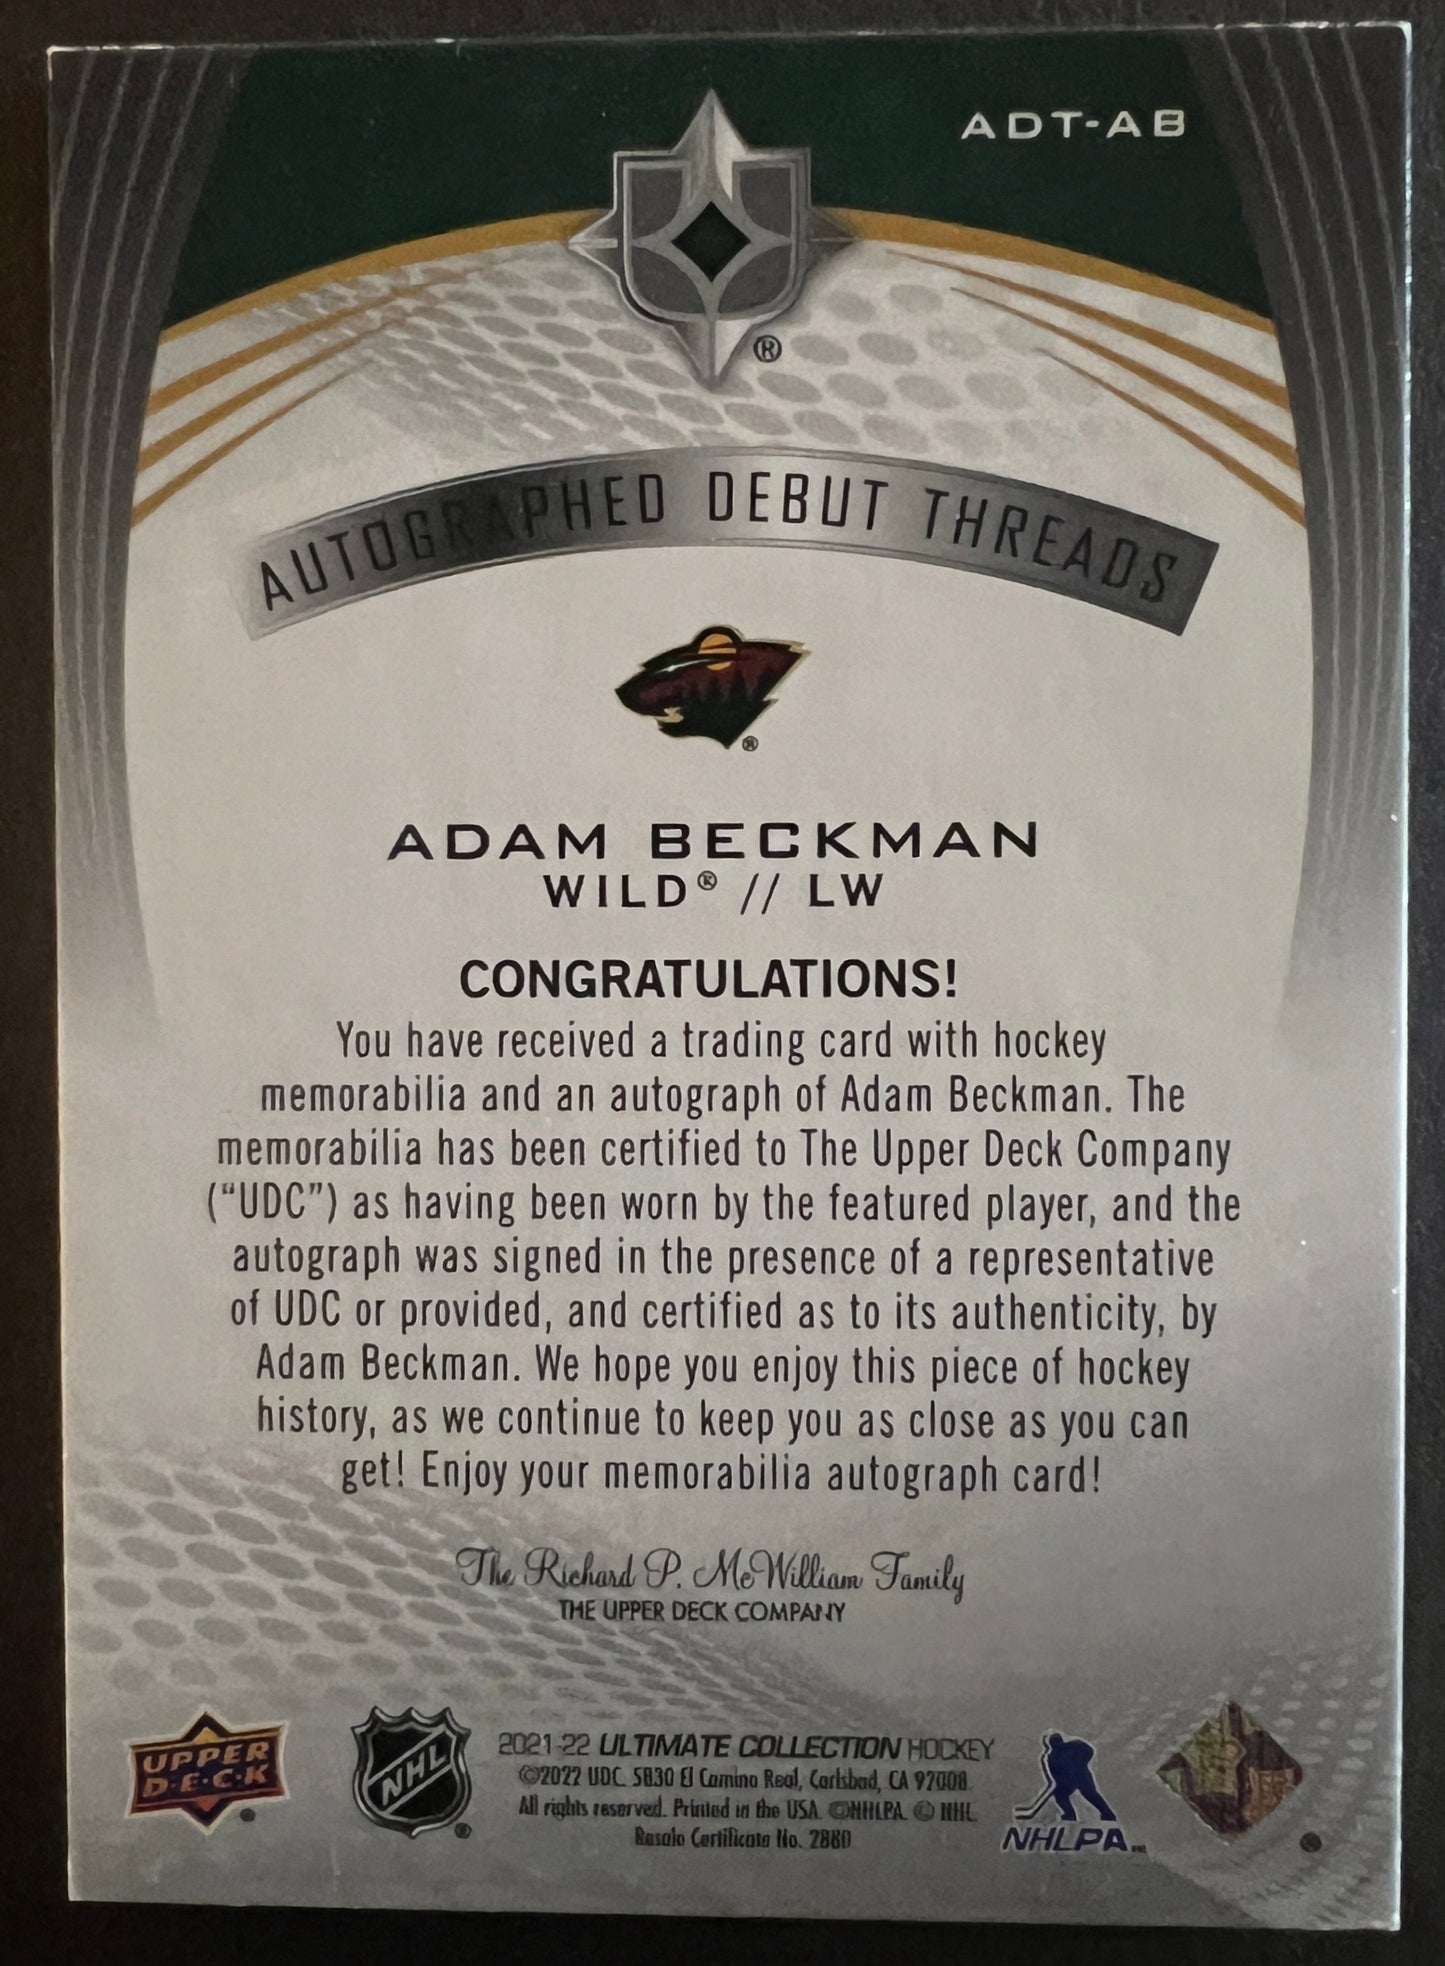 ADT-AB
®
AUTOGRAPHED DEBUT THREADS
®
ADAM BECKMAN
WILD® // LW
CONGRATULATIONS!
You have received a trading card with hockey
memorabilia and an autograph of Adam Beckman. The
memorabilia has been certified to The Upper Deck Company
(“UDC”) as having been worn by the featured player, and the
autograph was signed in the presence of a representative
of UDC or provided, and certified as to its authenticity, by
Adam Beckman. We hope you enjoy this piece of hockey
history, as we continue to keep you as close as you can
get! Enjoy your memorabilia autograph card!
The Richard P. McWilliam Family
THE UPPER DECK COMPANY
UPPER
D·E·C·K
NHL
2021-22 ULTIMATE COLLECTION HOCKEY
©2022 UDC. 5830 El Camino Real, Carlsbad, CA 92008.
All rights reserved. Printed in the USA. ©NHLPA. © NHL.
Resale Certificate No. 2880
NHLPA